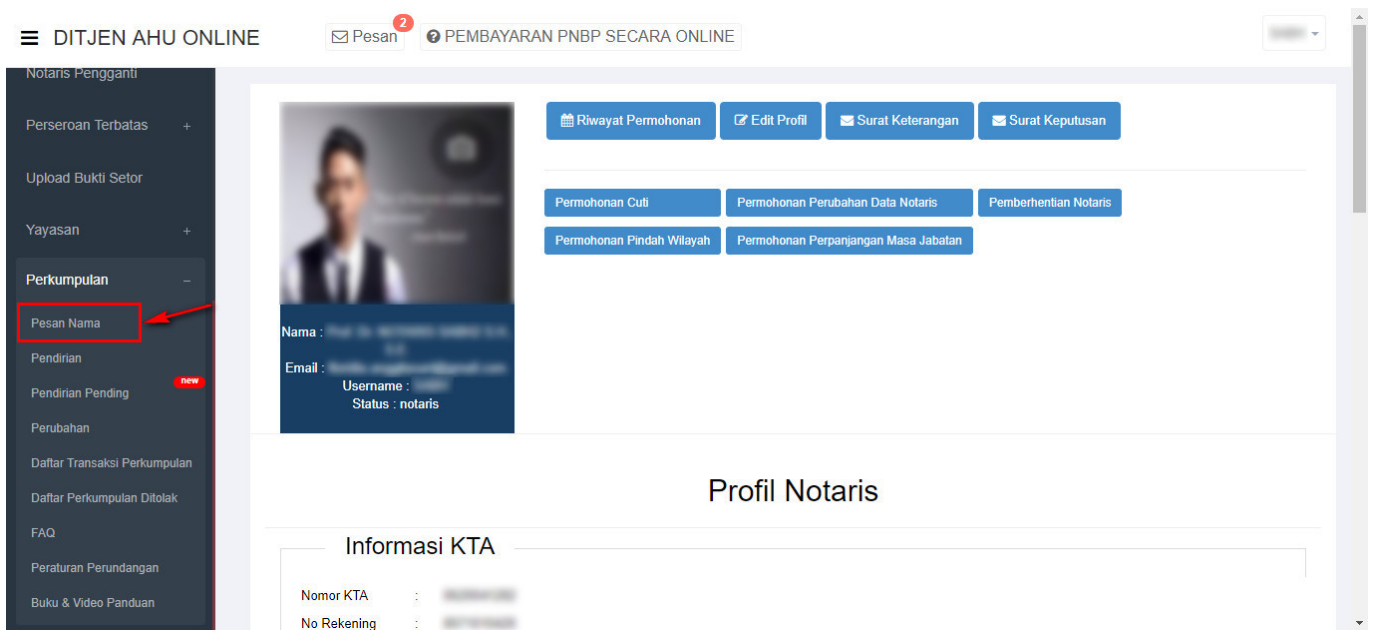 DITJEN AHU ONLINE
Pesan 2
PEMBAYARAN PNBP SECARA ONLINE
Notaris Pengganti
Perseroan Terbatas +
Upload Bukti Setor
Yayasan +
Perkumpulan –
Pesan Nama
Pendirian
Pendirian Pending new
Perubahan
Daftar Transaksi Perkumpulan
Daftar Perkumpulan Ditolak
FAQ
Peraturan Perundangan
Buku & Video Panduan
Riwayat Permohonan Edit Profil Surat Keterangan Surat Keputusan
Permohonan Cuti Permohonan Perubahan Data Notaris Pemberhentian Notaris
Permohonan Pindah Wilayah Permohonan Perpanjangan Masa Jabatan
Nama :
Email :
Username :
Status : notaris
Profil Notaris
Informasi KTA
Nomor KTA :
No Rekening :